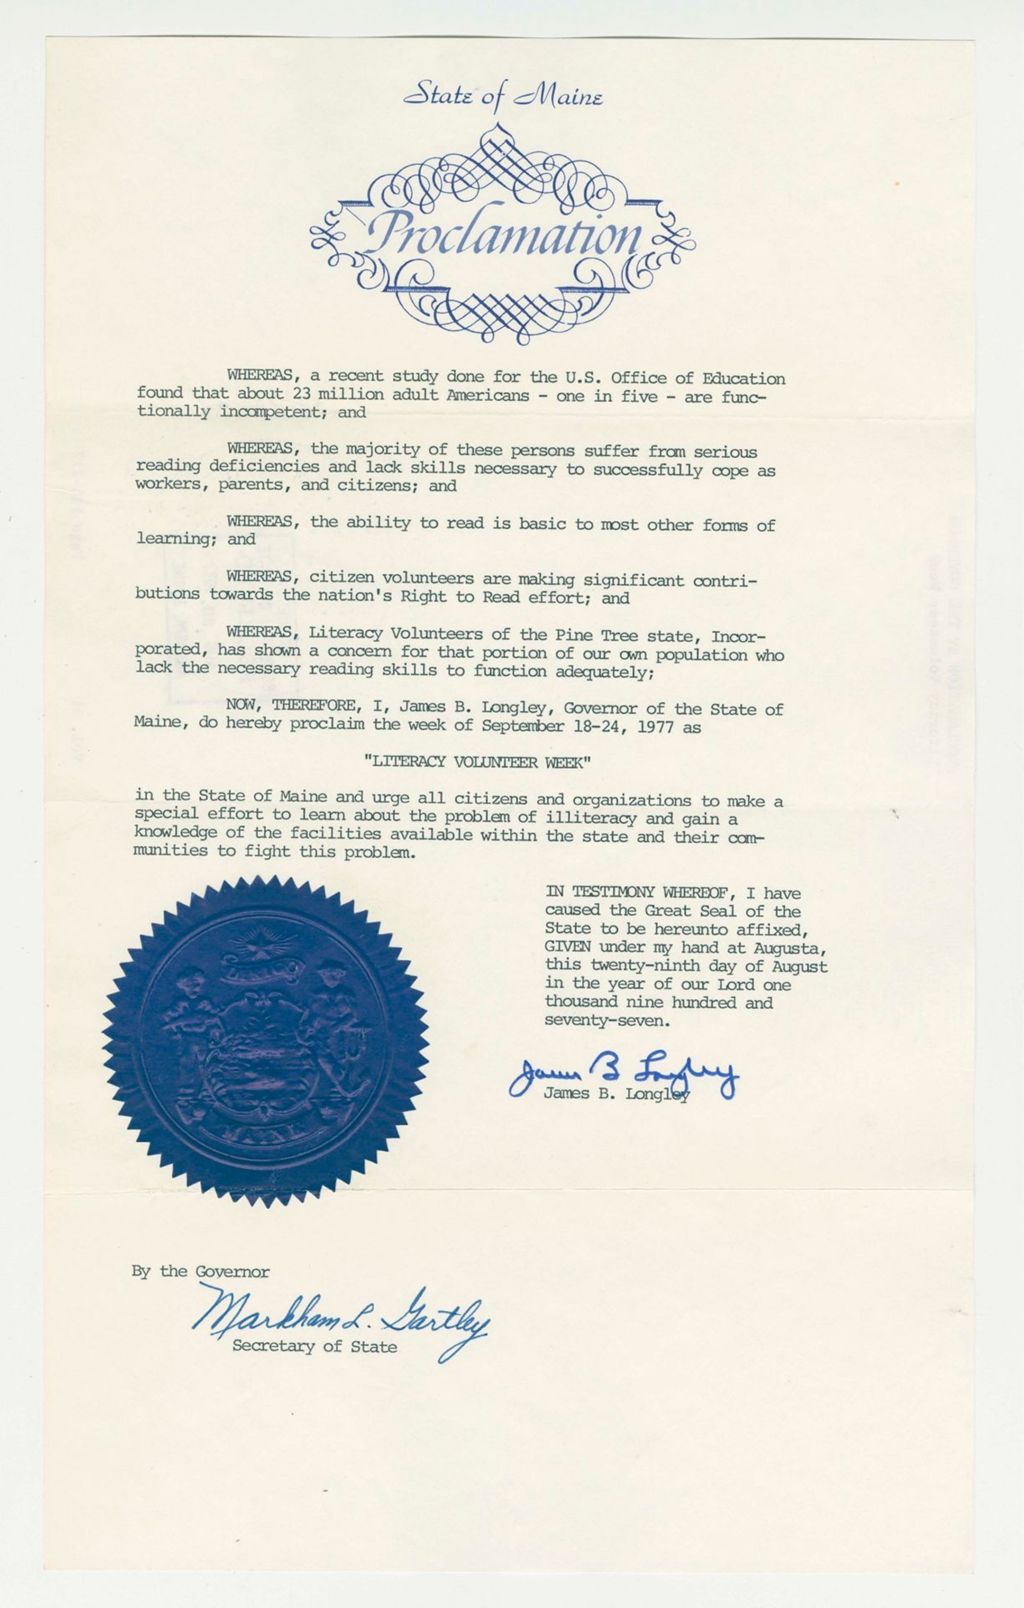 State of Maine
Proclamation
WHEREAS, a recent study done for the U.S. Office of Education
found that about 23 million adult Americans - one in five - are func-
tionally incompetent; and
WHEREAS, the majority of these persons suffer from serious
reading deficiencies and lack skills necessary to successfully cope as
workers, parents, and citizens; and
WHEREAS, the ability to read is basic to most other forms of
learning; and
WHEREAS, citizen volunteers are making significant contri-
butions towards the nation's Right to Read effort; and
WHEREAS, Literacy Volunteers of the Pine Tree state, Incor-
porated, has shown a concern for that portion of our own population who
lack the necessary reading skills to function adequately;
NOW, THEREFORE, I, James B. Longley, Governor of the State of
Maine, do hereby proclaim the week of September 18-24, 1977 as
"LITERACY VOLUNTEER WEEK"
in the State of Maine and urge all citizens and organizations to make a
special effort to learn about the problem of illiteracy and gain a
knowledge of the facilities available within the state and their com-
munities to fight this problem.
IN TESTIMONY WHEREOF, I have
caused the Great Seal of the
State to be hereunto affixed,
GIVEN under my hand at Augusta,
this twenty-ninth day of August
in the year of our Lord one
thousand nine hundred and
seventy-seven.
James B Longley
James B. Longley
By the Governor
Markham L. Gartley
Secretary of State